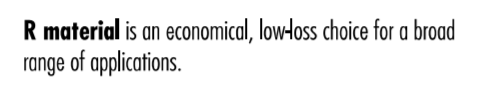 R material is an economical, low-loss choice for a broad
range of applications.